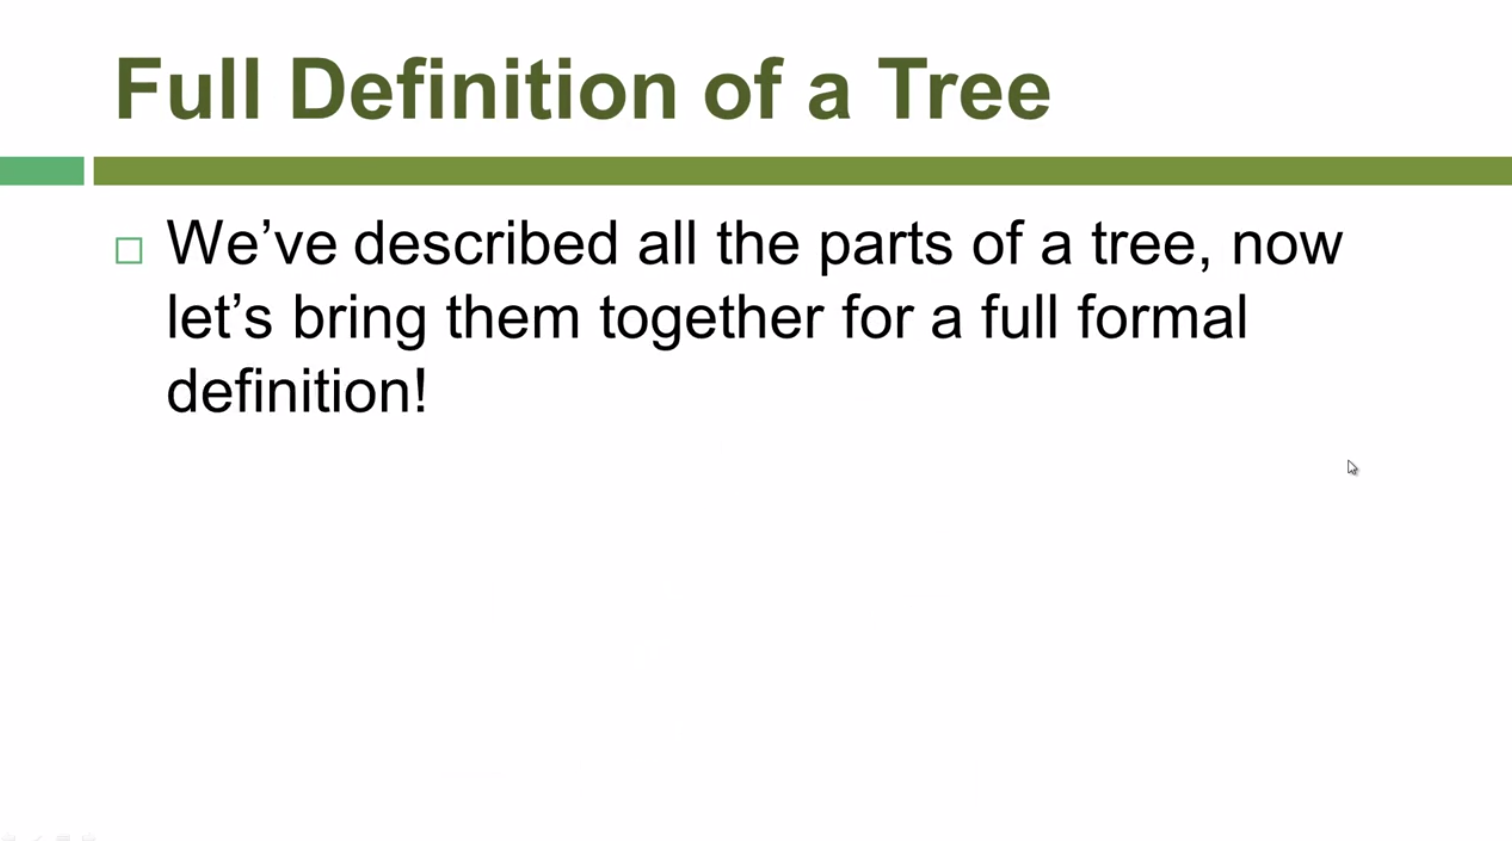 Full Definition of a Tree
We’ve described all the parts of a tree, now
let’s bring them together for a full formal
definition!